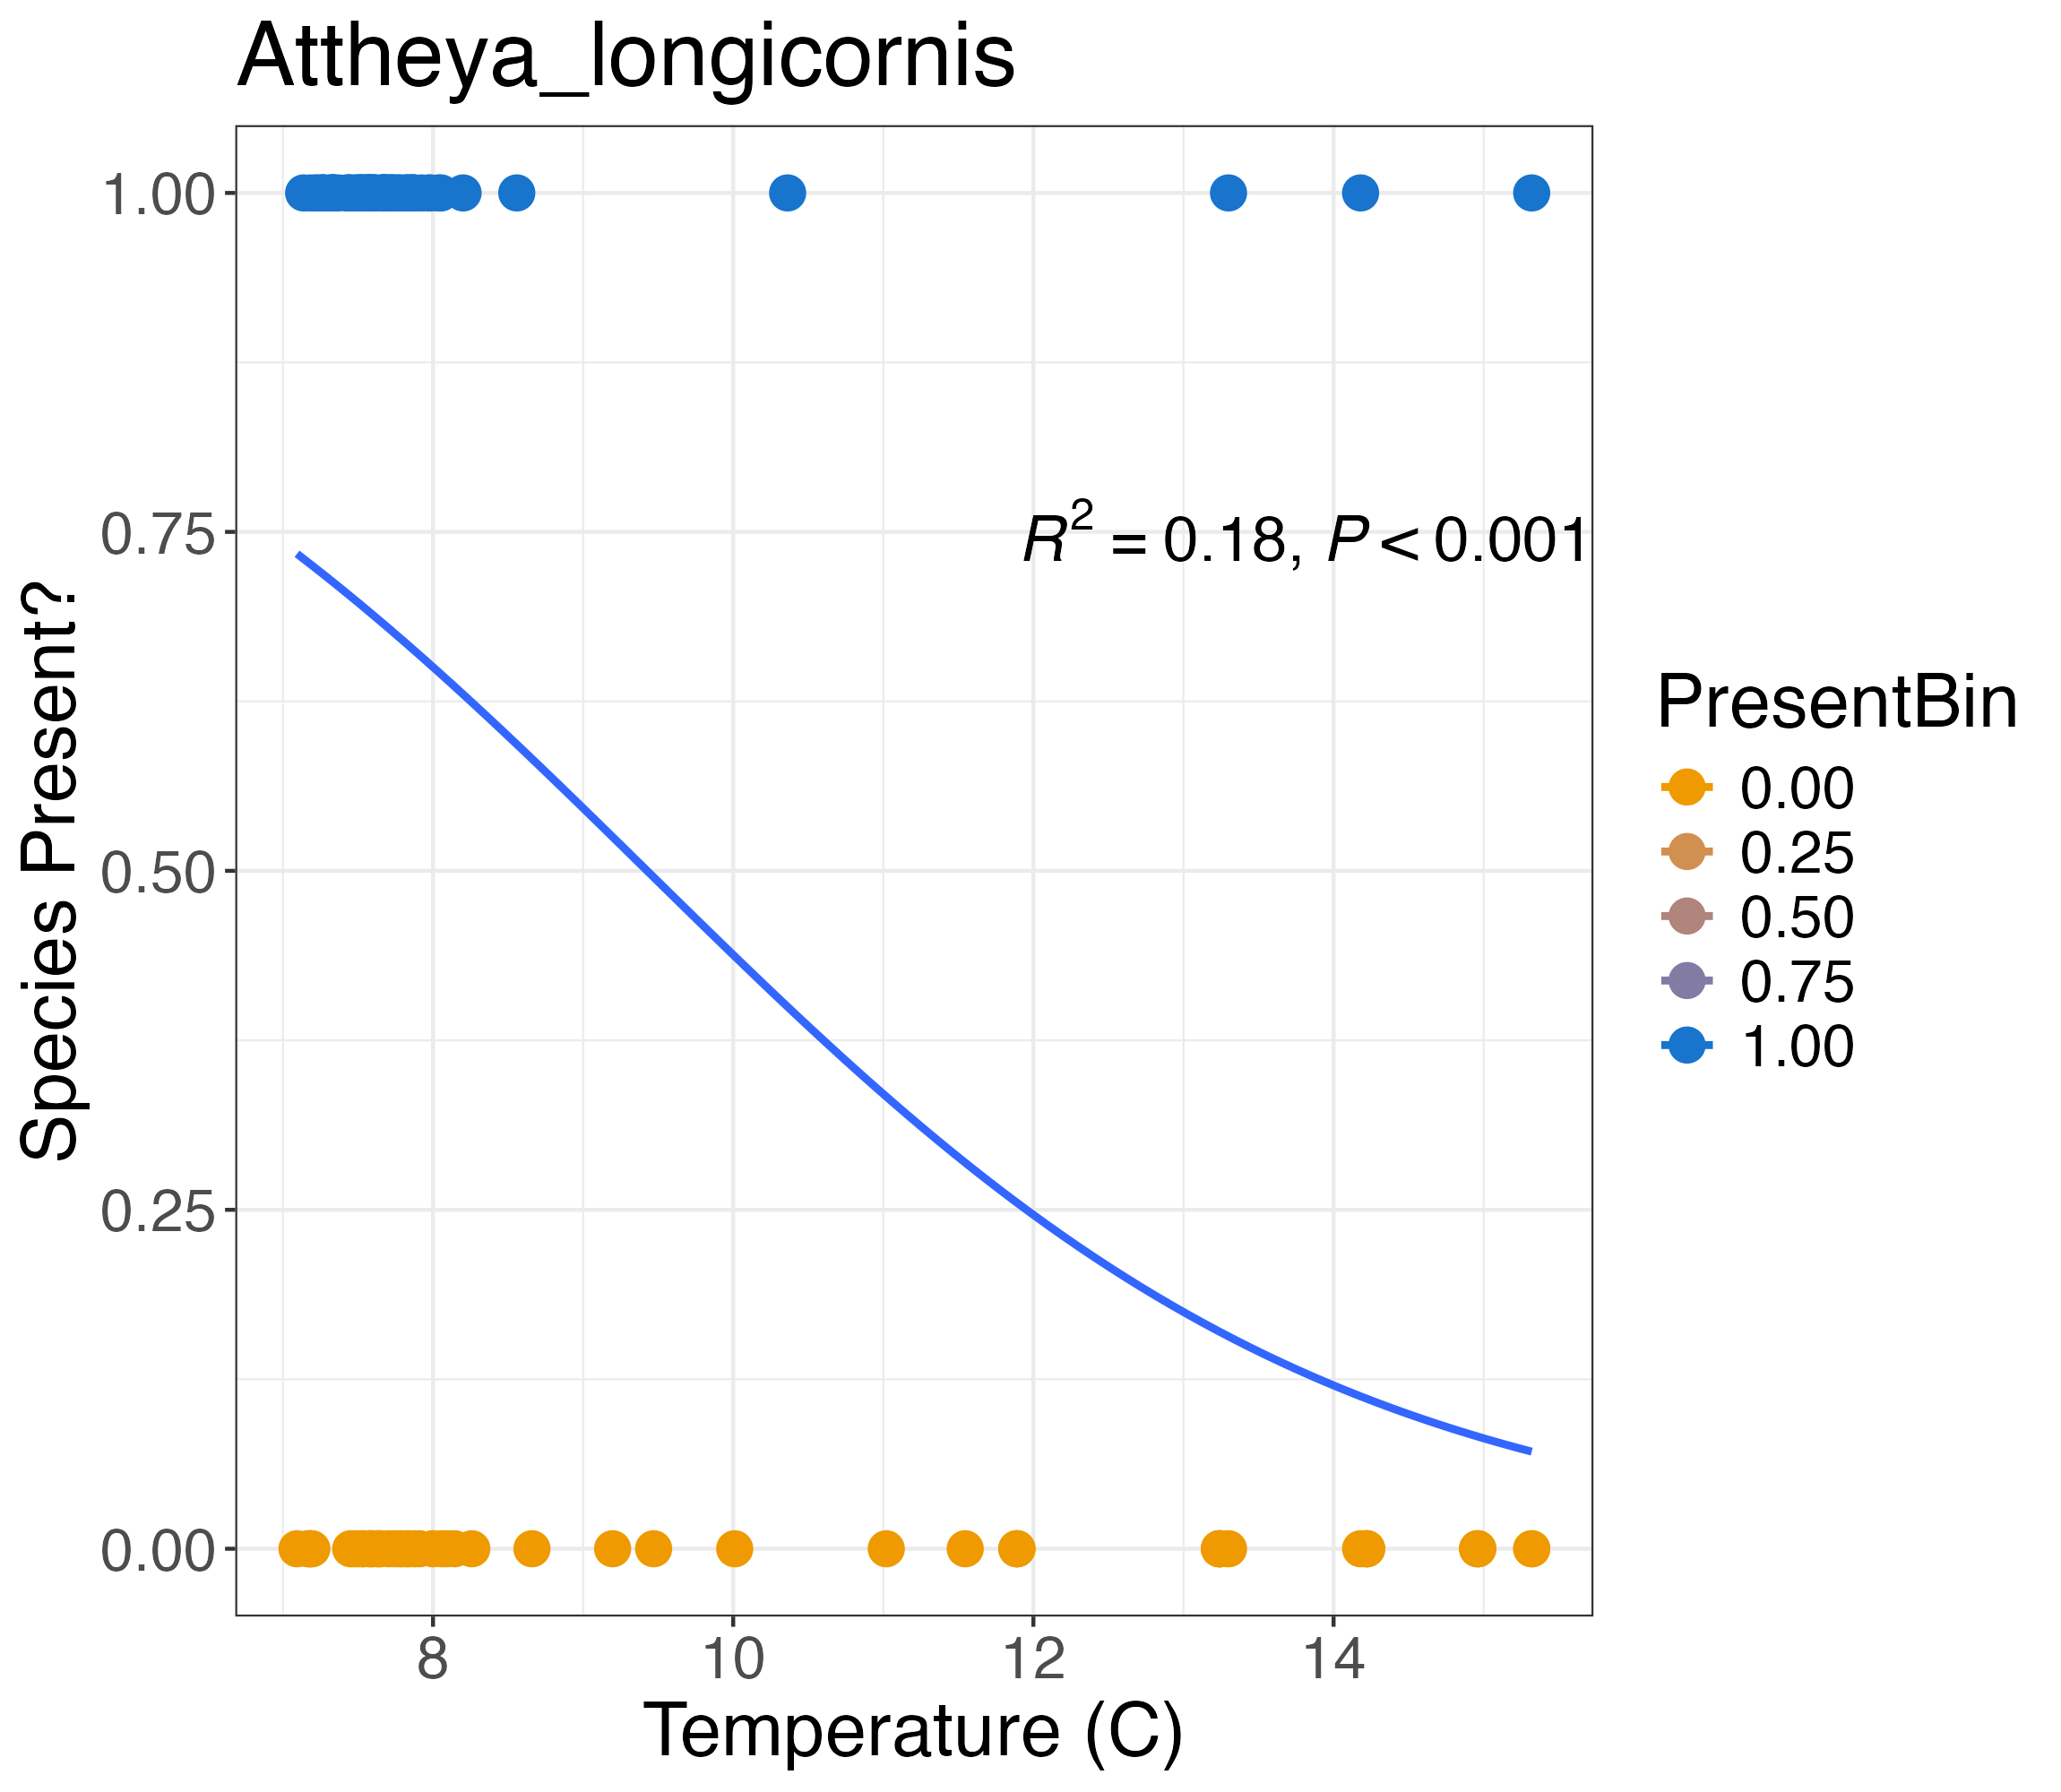 Attheya_longicornis
1.00
0.75
0.50
0.25
0.00
Species Present?
R² = 0.18, P < 0.001
8 10 12 14
Temperature (C)
PresentBin
0.00
0.25
0.50
0.75
1.00